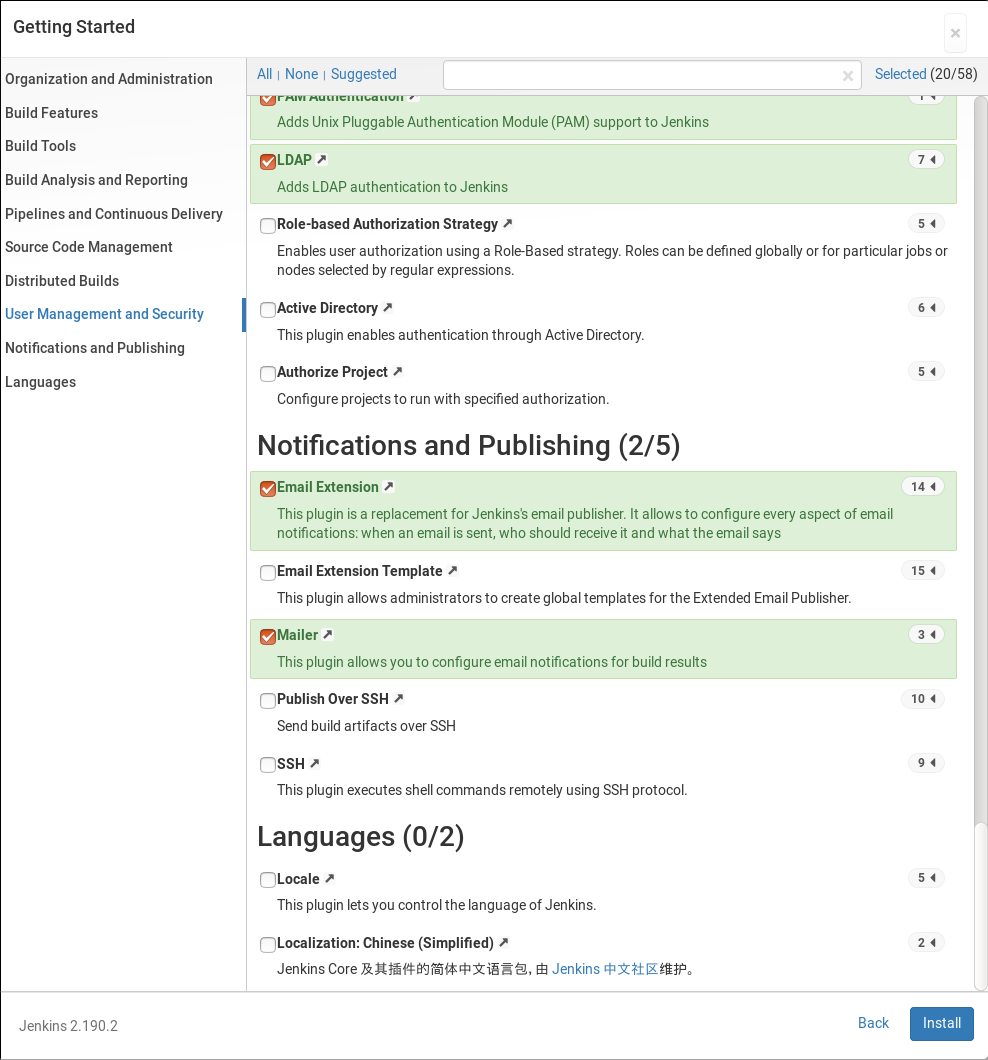 Getting Started
×
Organization and Administration
Build Features
Build Tools
Build Analysis and Reporting
Pipelines and Continuous Delivery
Source Code Management
Distributed Builds
User Management and Security
Notifications and Publishing
Languages
All | None | Suggested
×
Selected (20/58)
PAM Authentication
1
Adds Unix Pluggable Authentication Module (PAM) support to Jenkins
LDAP
7
Adds LDAP authentication to Jenkins
Role-based Authorization Strategy
5
Enables user authorization using a Role-Based strategy. Roles can be defined globally or for particular jobs or
nodes selected by regular expressions.
Active Directory
6
This plugin enables authentication through Active Directory.
Authorize Project
5
Configure projects to run with specified authorization.
Notifications and Publishing (2/5)
Email Extension
14
This plugin is a replacement for Jenkins's email publisher. It allows to configure every aspect of email
notifications: when an email is sent, who should receive it and what the email says
Email Extension Template
15
This plugin allows administrators to create global templates for the Extended Email Publisher.
Mailer
3
This plugin allows you to configure email notifications for build results
Publish Over SSH
10
Send build artifacts over SSH
SSH
9
This plugin executes shell commands remotely using SSH protocol.
Languages (0/2)
Locale
5
This plugin lets you control the language of Jenkins.
Localization: Chinese (Simplified)
2
Jenkins Core 及其插件的简体中文语言包，由 Jenkins 中文社区维护。
Jenkins 2.190.2
Back
Install